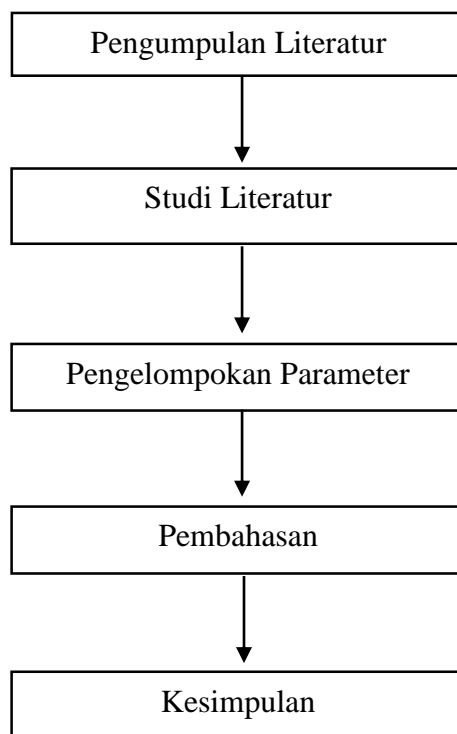 Pengumpulan Literatur
Studi Literatur
Pengelompokan Parameter
Pembahasan
Kesimpulan